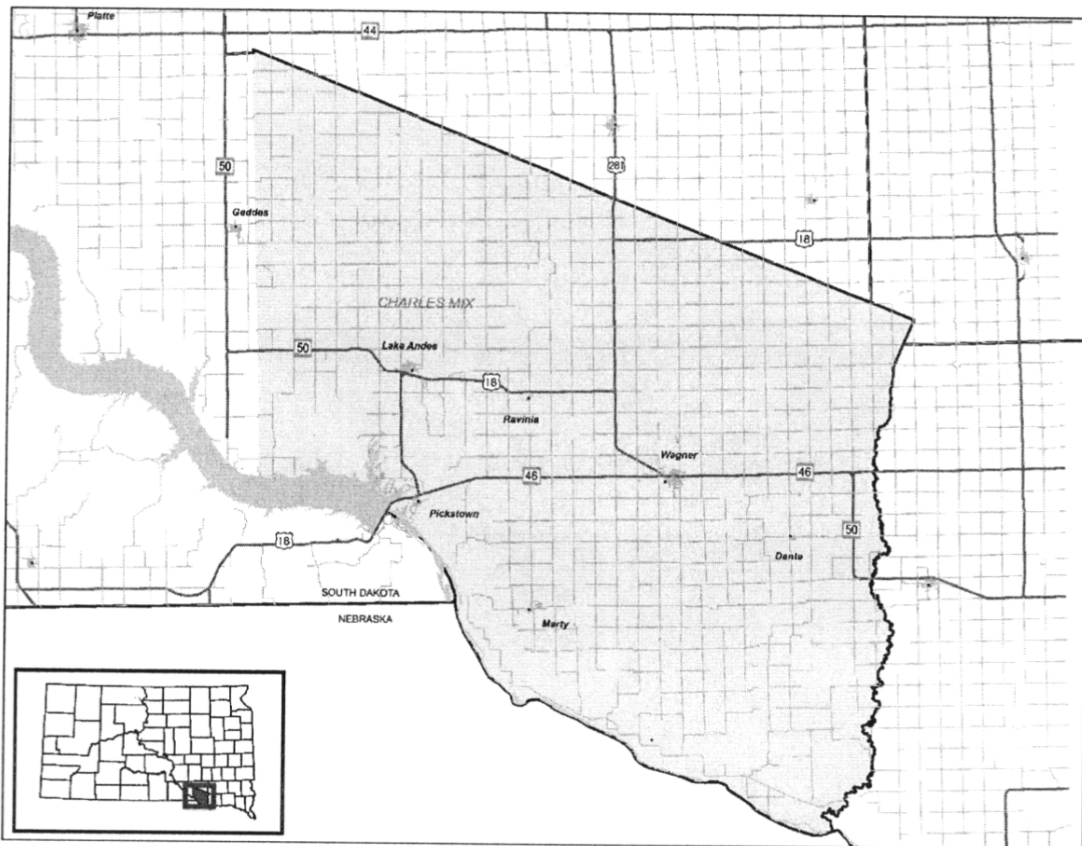 Platte
44
50
281
Geddes
18
CHARLES MIX
Lake Andes
50
18
Ravinia
Wagner
46
46
Pickstown
50
18
Dante
SOUTH DAKOTA
NEBRASKA
Marty